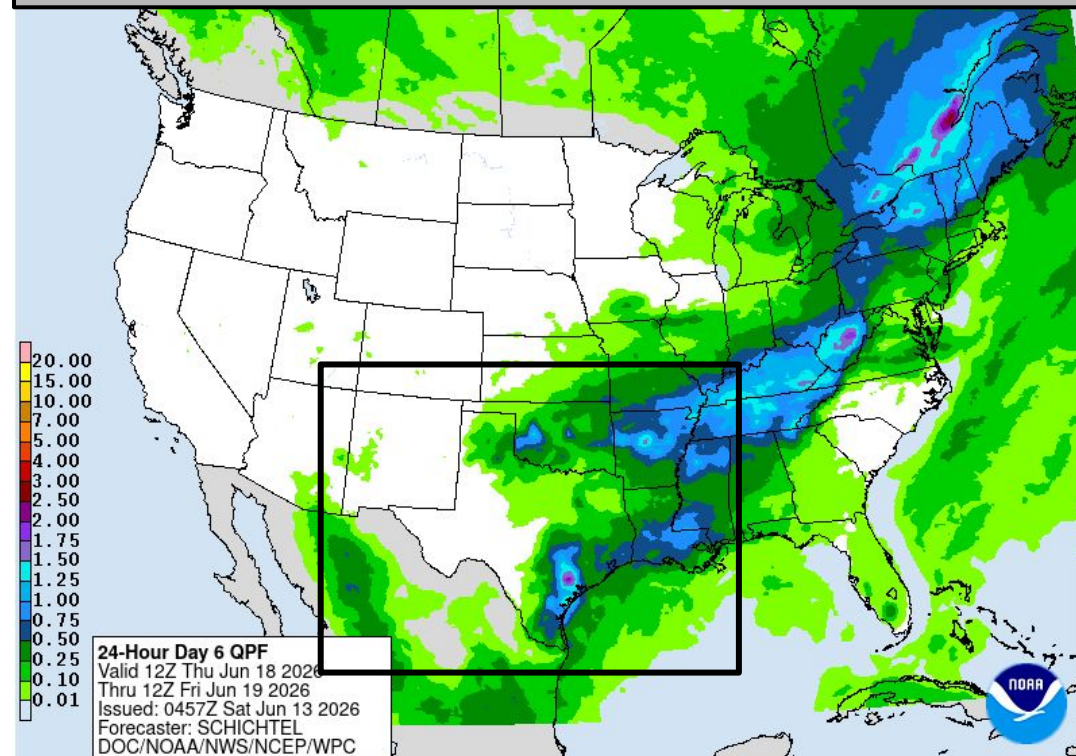 20.00
15.00
10.00
7.00
5.00
4.00
3.00
2.50
2.00
1.75
1.50
1.25
1.00
0.75
0.50
0.25
0.10
0.01
24-Hour Day 6 QPF
Valid 12Z Thu Jun 18 2026
Thru 12Z Fri Jun 19 2026
Issued: 0457Z Sat Jun 13 2026
Forecaster: SCHICHTEL
DOC/NOAA/NWS/NCEP/WPC
NOAA